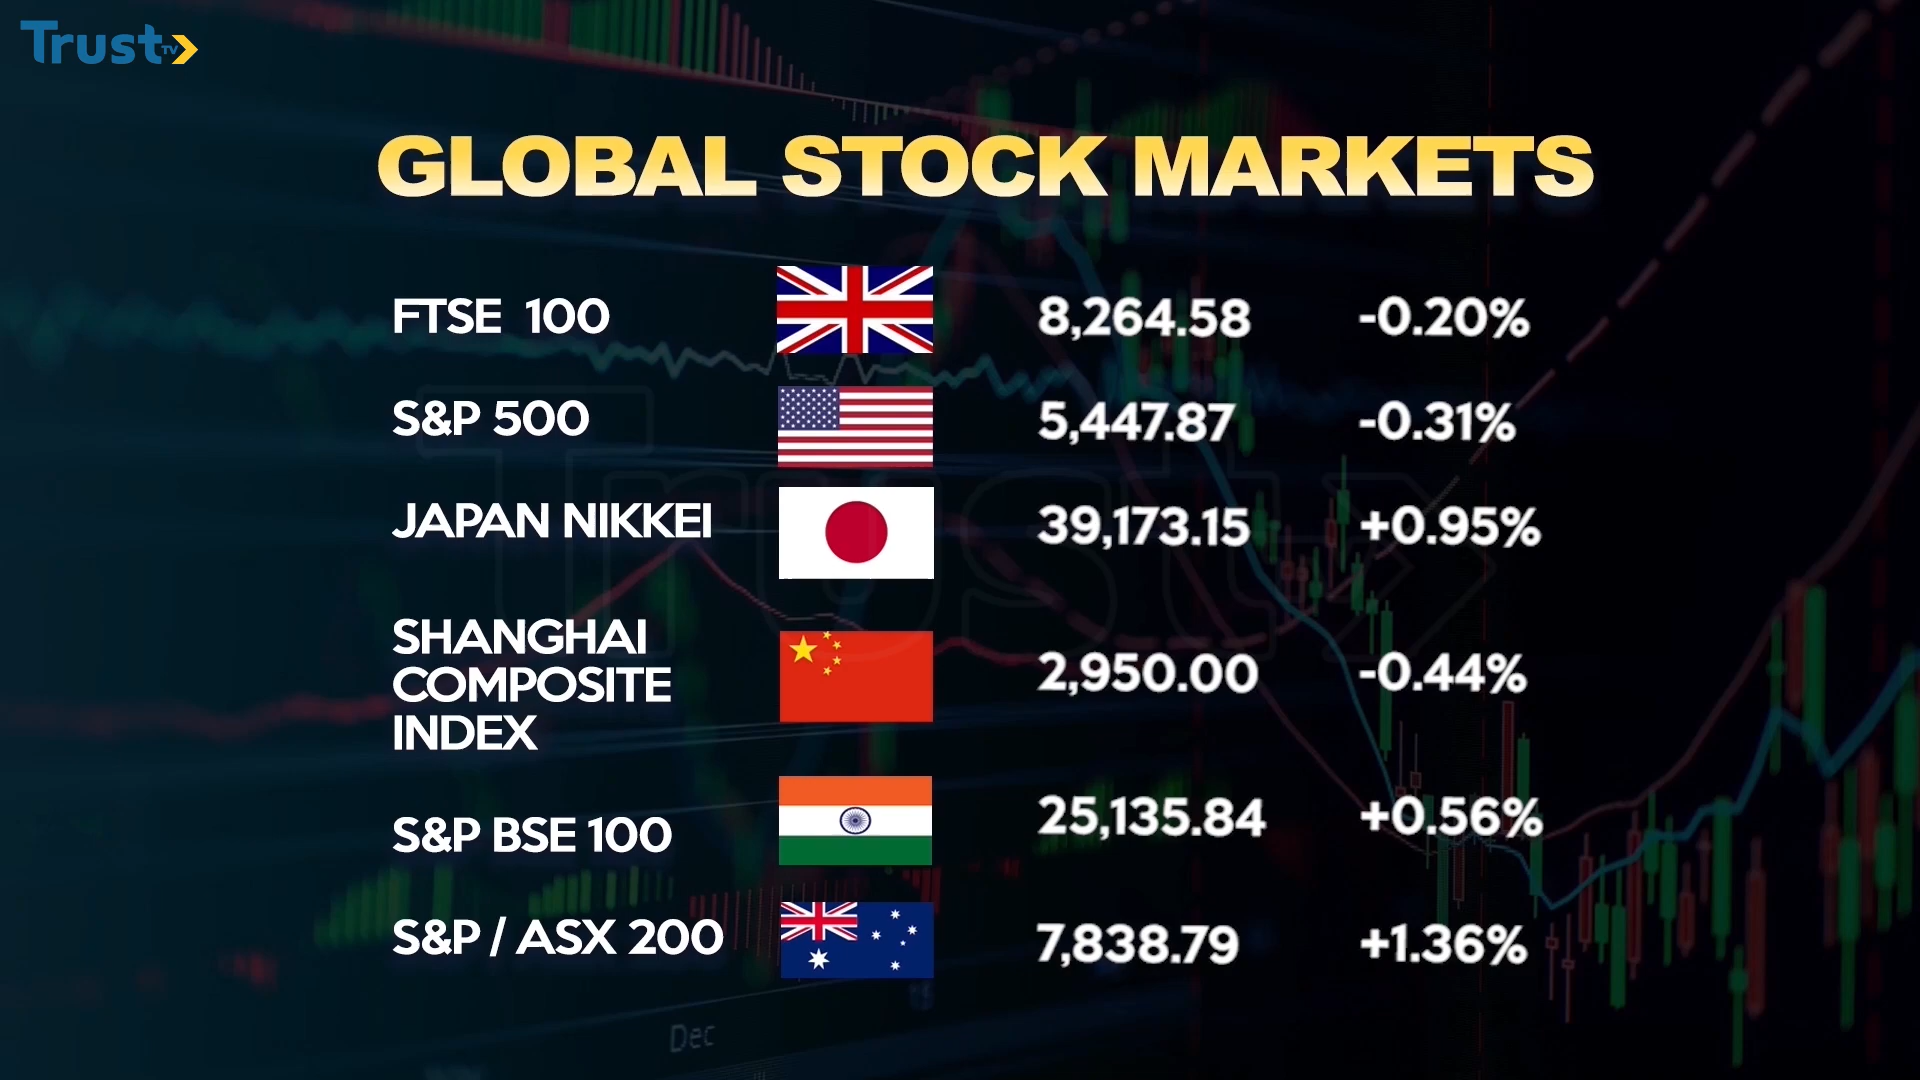 Trust TV
GLOBAL STOCK MARKETS
FTSE 100 8,264.58 -0.20%
S&P 500 5,447.87 -0.31%
JAPAN NIKKEI 39,173.15 +0.95%
SHANGHAI
COMPOSITE
INDEX
2,950.00 -0.44%
S&P BSE 100 25,135.84 +0.56%
S&P / ASX 200 7,838.79 +1.36%
Trust
Dec